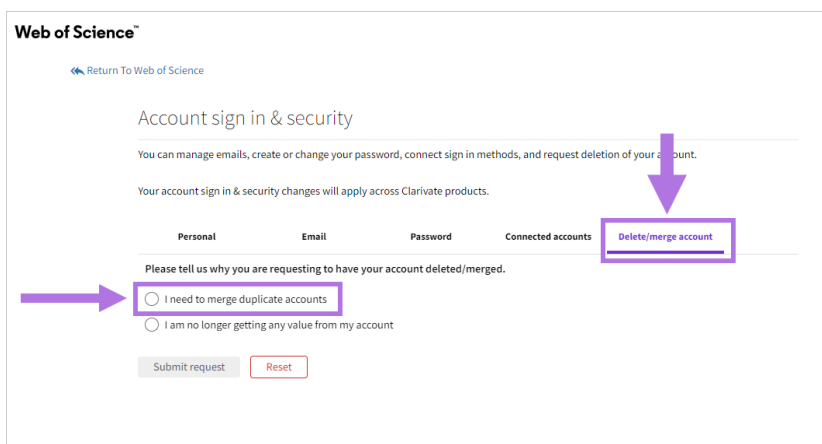 Web of Science™
Return To Web of Science
Account sign in & security
You can manage emails, create or change your password, connect sign in methods, and request deletion of your account.
Your account sign in & security changes will apply across Clarivate products.
Personal Email Password Connected accounts Delete/merge account
Please tell us why you are requesting to have your account deleted/merged.
I need to merge duplicate accounts
I am no longer getting any value from my account
Submit request Reset